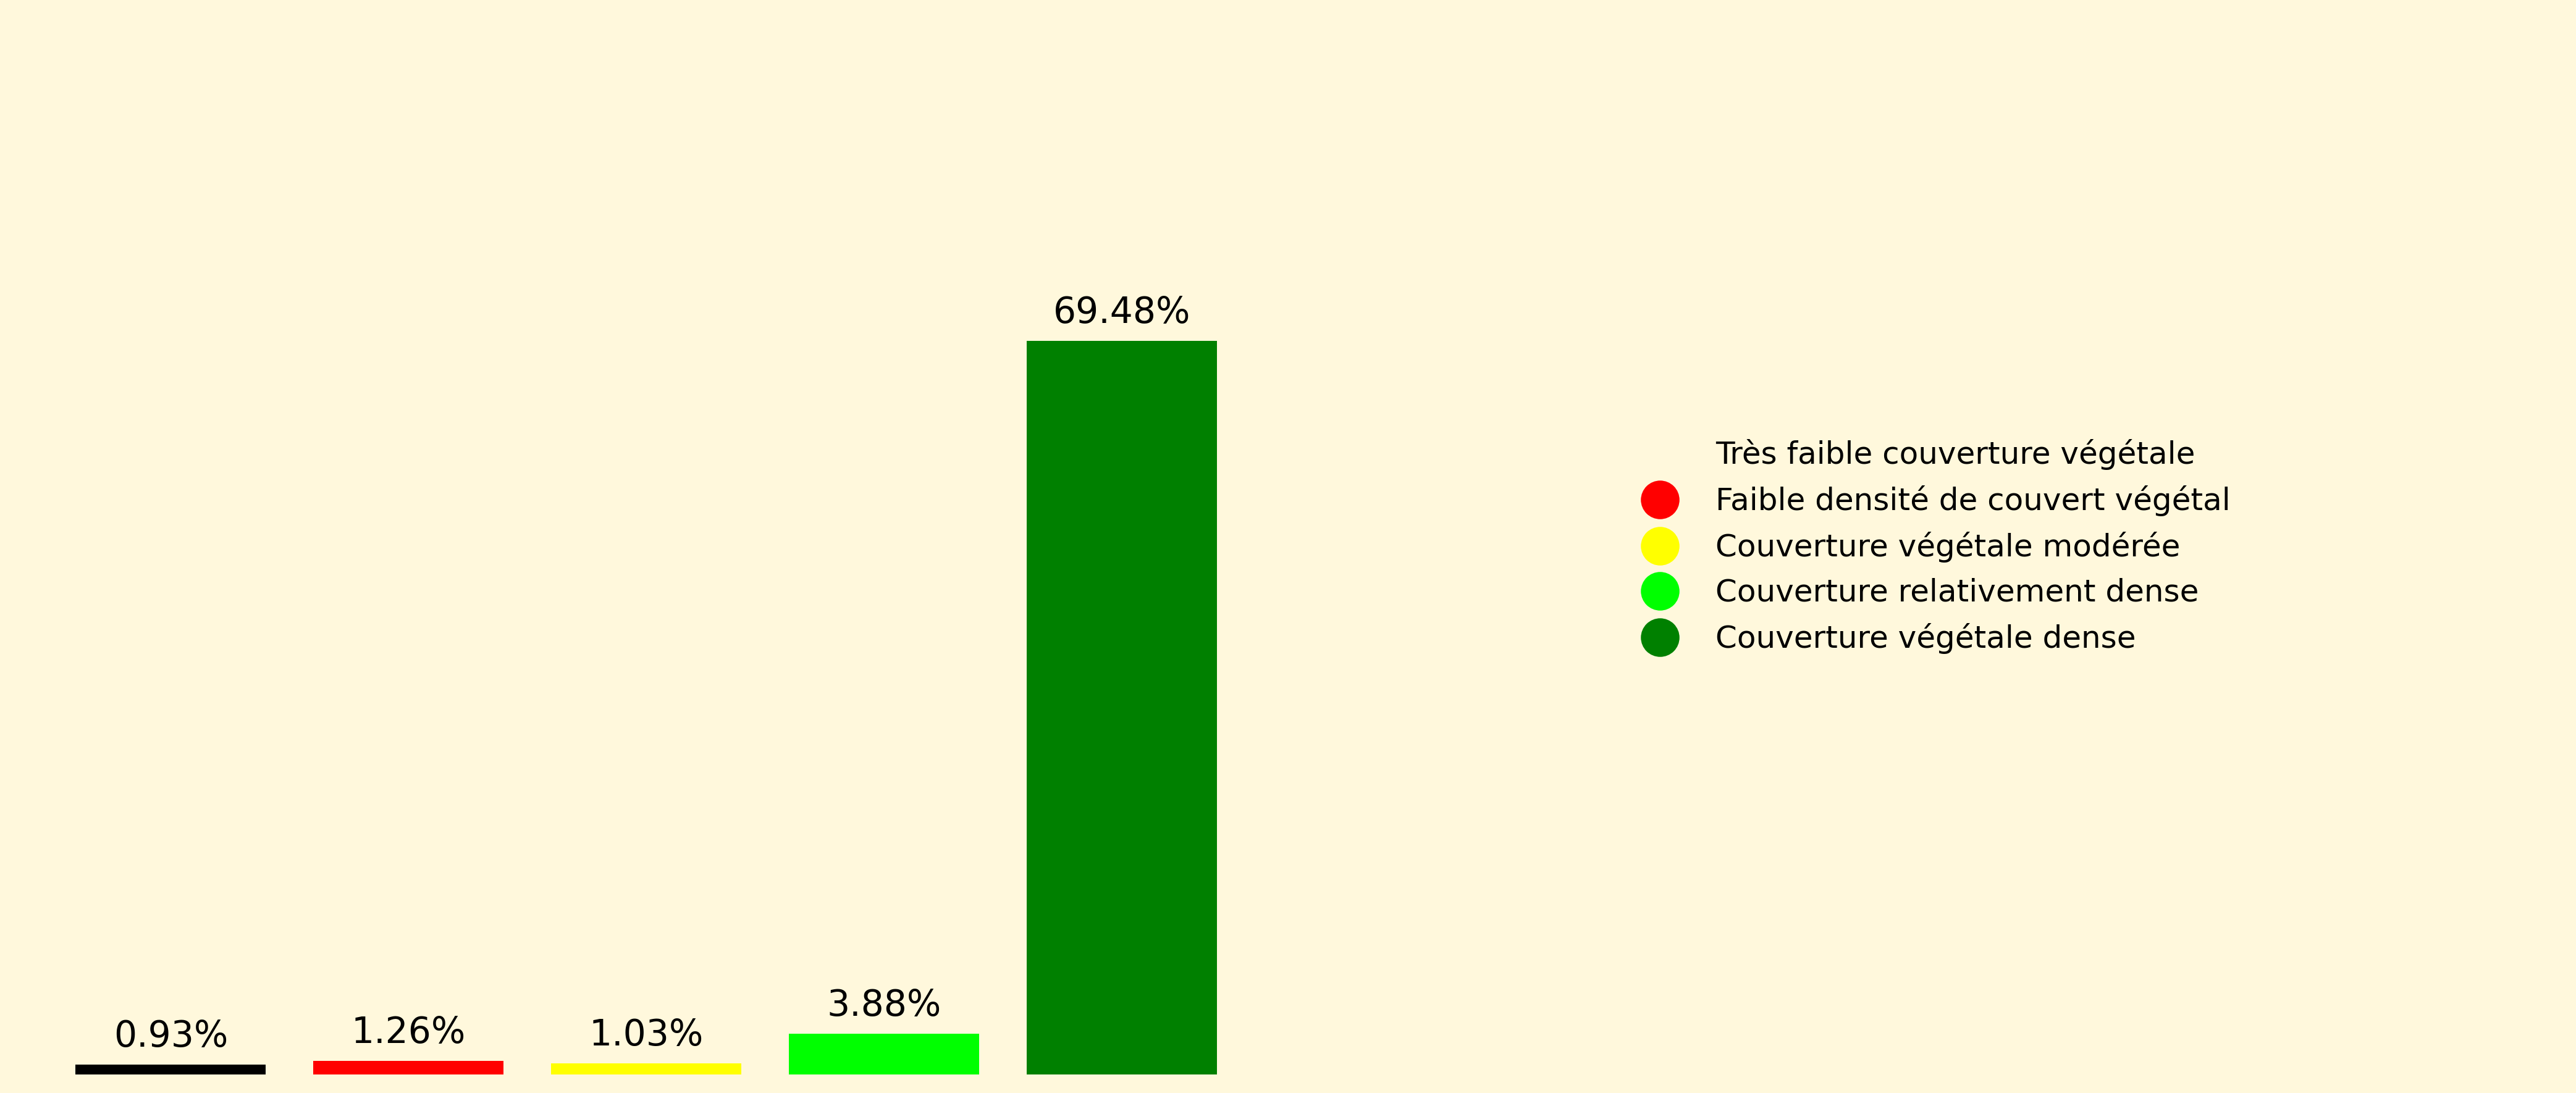 69.48%
3.88%
0.93%
1.26%
1.03%
Très faible couverture végétale
Faible densité de couvert végétal
Couverture végétale modérée
Couverture relativement dense
Couverture végétale dense